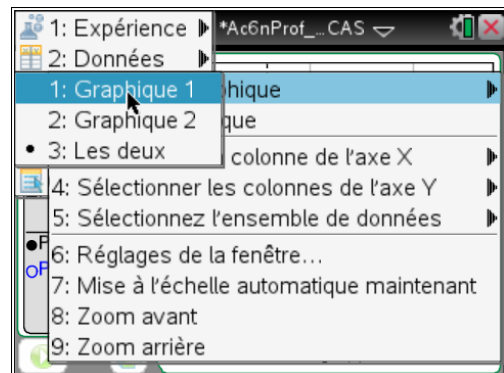 1: Expérience *Ac6nProf_...CAS
2: Données
1: Graphique 1 phique
2: Graphique 2 que
• 3: Les deux colonne de l'axe X
4: Sélectionner les colonnes de l'axe Y
5: Sélectionnez l'ensemble de données
6: Réglages de la fenêtre...
7: Mise à l'échelle automatique maintenant
8: Zoom avant
9: Zoom arrière